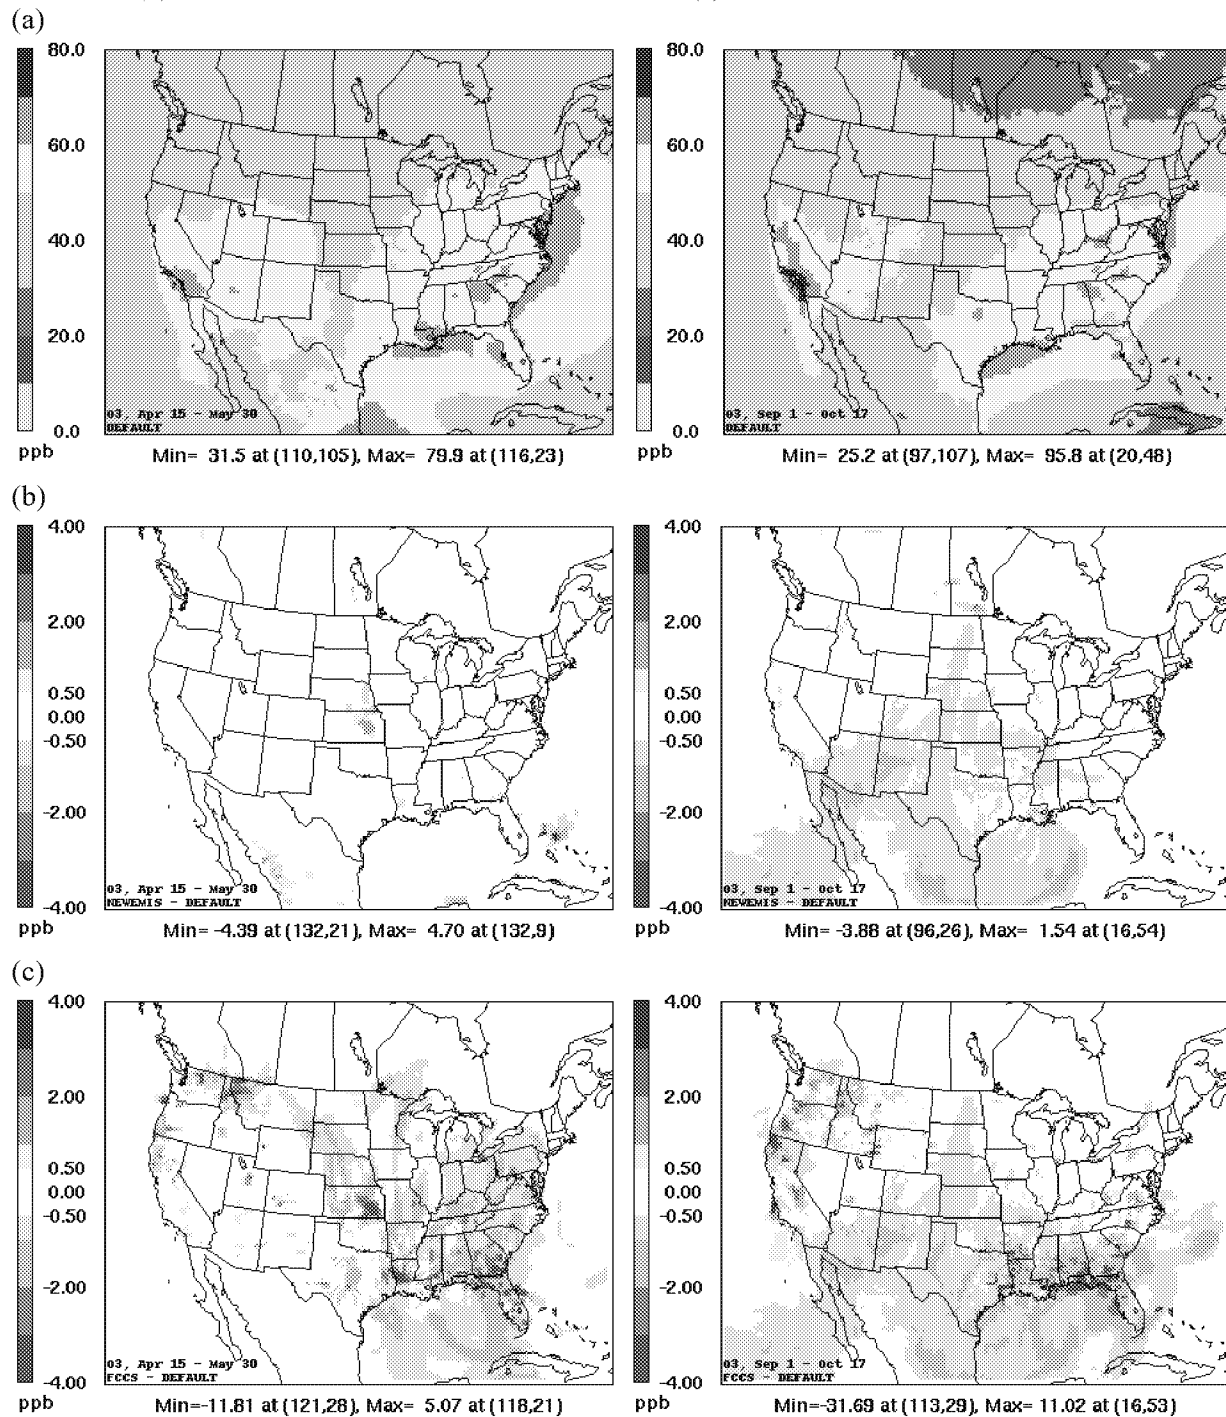 (a)
80.0
60.0
40.0
20.0
0.0
ppb
O3, Apr 15 - May 30
DEFAULT
Min= 31.5 at (110,105), Max= 79.9 at (116,23)
80.0
60.0
40.0
20.0
0.0
ppb
O3, Sep 1 - Oct 17
DEFAULT
Min= 25.2 at (97,107), Max= 95.8 at (20,48)
(b)
4.00
2.00
0.50
0.00
-0.50
-2.00
-4.00
ppb
O3, Apr 15 - May 30
NEWEMIS - DEFAULT
Min= -4.39 at (132,21), Max= 4.70 at (132,9)
4.00
2.00
0.50
0.00
-0.50
-2.00
-4.00
ppb
O3, Sep 1 - Oct 17
NEWEMIS - DEFAULT
Min= -3.88 at (96,26), Max= 1.54 at (16,54)
(c)
4.00
2.00
0.50
0.00
-0.50
-2.00
-4.00
ppb
O3, Apr 15 - May 30
FCCS - DEFAULT
Min=-11.81 at (121,28), Max= 5.07 at (118,21)
4.00
2.00
0.50
0.00
-0.50
-2.00
-4.00
ppb
O3, Sep 1 - Oct 17
FCCS - DEFAULT
Min=-31.69 at (113,29), Max= 11.02 at (16,53)